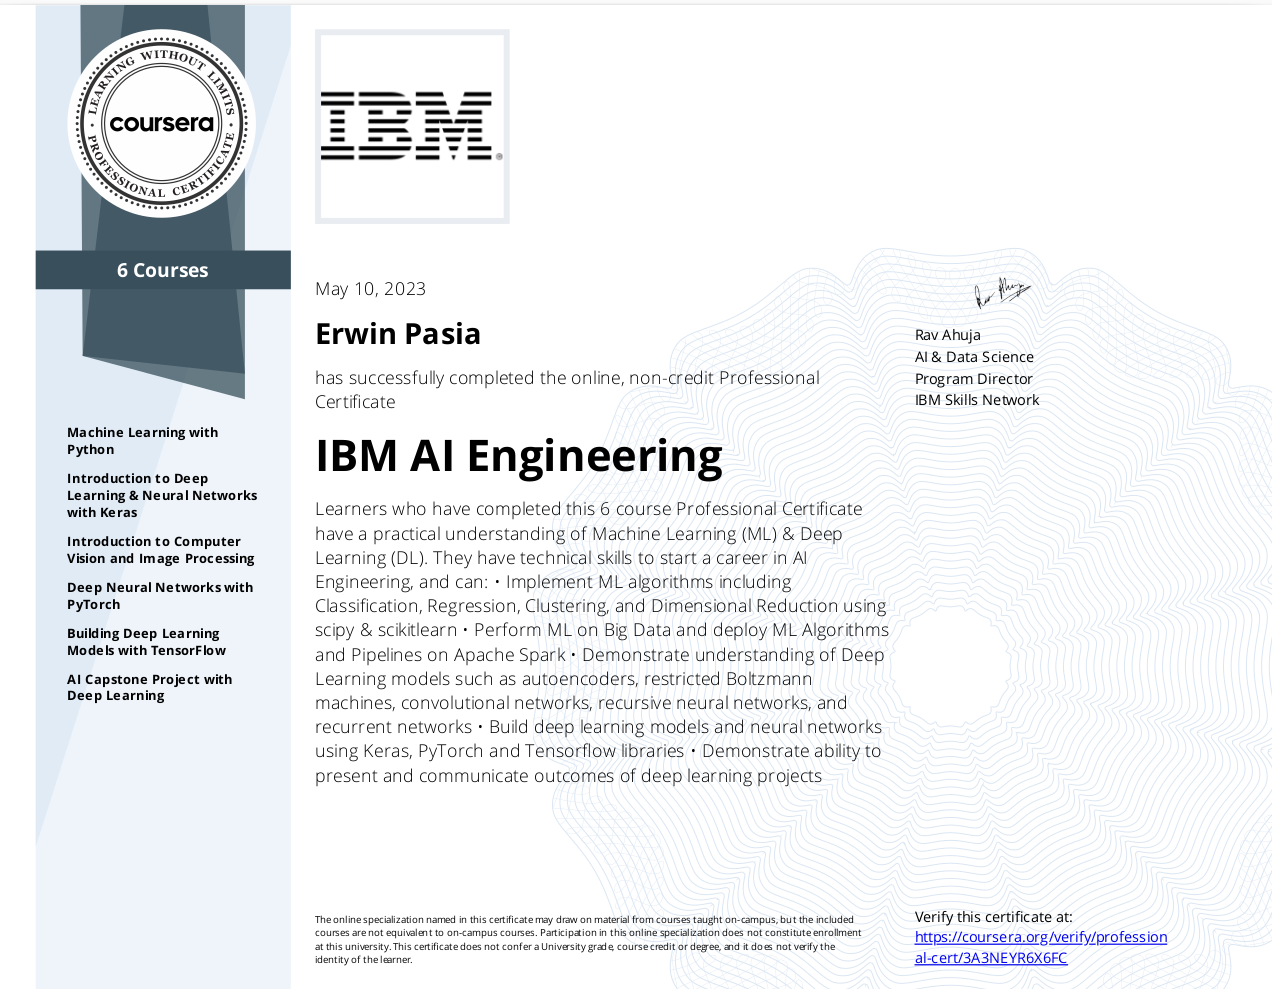 LEARNING WITHOUT LIMITS
coursera
PROFESSIONAL CERTIFICATE
6 Courses
Machine Learning with
Python
Introduction to Deep
Learning & Neural Networks
with Keras
Introduction to Computer
Vision and Image Processing
Deep Neural Networks with
PyTorch
Building Deep Learning
Models with TensorFlow
AI Capstone Project with
Deep Learning
IBM®
May 10, 2023
Erwin Pasia
has successfully completed the online, non-credit Professional
Certificate
IBM AI Engineering
Learners who have completed this 6 course Professional Certificate
have a practical understanding of Machine Learning (ML) & Deep
Learning (DL). They have technical skills to start a career in AI
Engineering, and can: • Implement ML algorithms including
Classification, Regression, Clustering, and Dimensional Reduction using
scipy & scikitlearn • Perform ML on Big Data and deploy ML Algorithms
and Pipelines on Apache Spark • Demonstrate understanding of Deep
Learning models such as autoencoders, restricted Boltzmann
machines, convolutional networks, recursive neural networks, and
recurrent networks • Build deep learning models and neural networks
using Keras, PyTorch and Tensorflow libraries • Demonstrate ability to
present and communicate outcomes of deep learning projects
The online specialization named in this certificate may draw on material from courses taught on-campus, but the included
courses are not equivalent to on-campus courses. Participation in this online specialization does not constitute enrollment
at this university. This certificate does not confer a University grade, course credit or degree, and it does not verify the
identity of the learner.
Rav Ahuja
Rav Ahuja
AI & Data Science
Program Director
IBM Skills Network
Verify this certificate at:
https://coursera.org/verify/profession
al-cert/3A3NEYR6X6FC